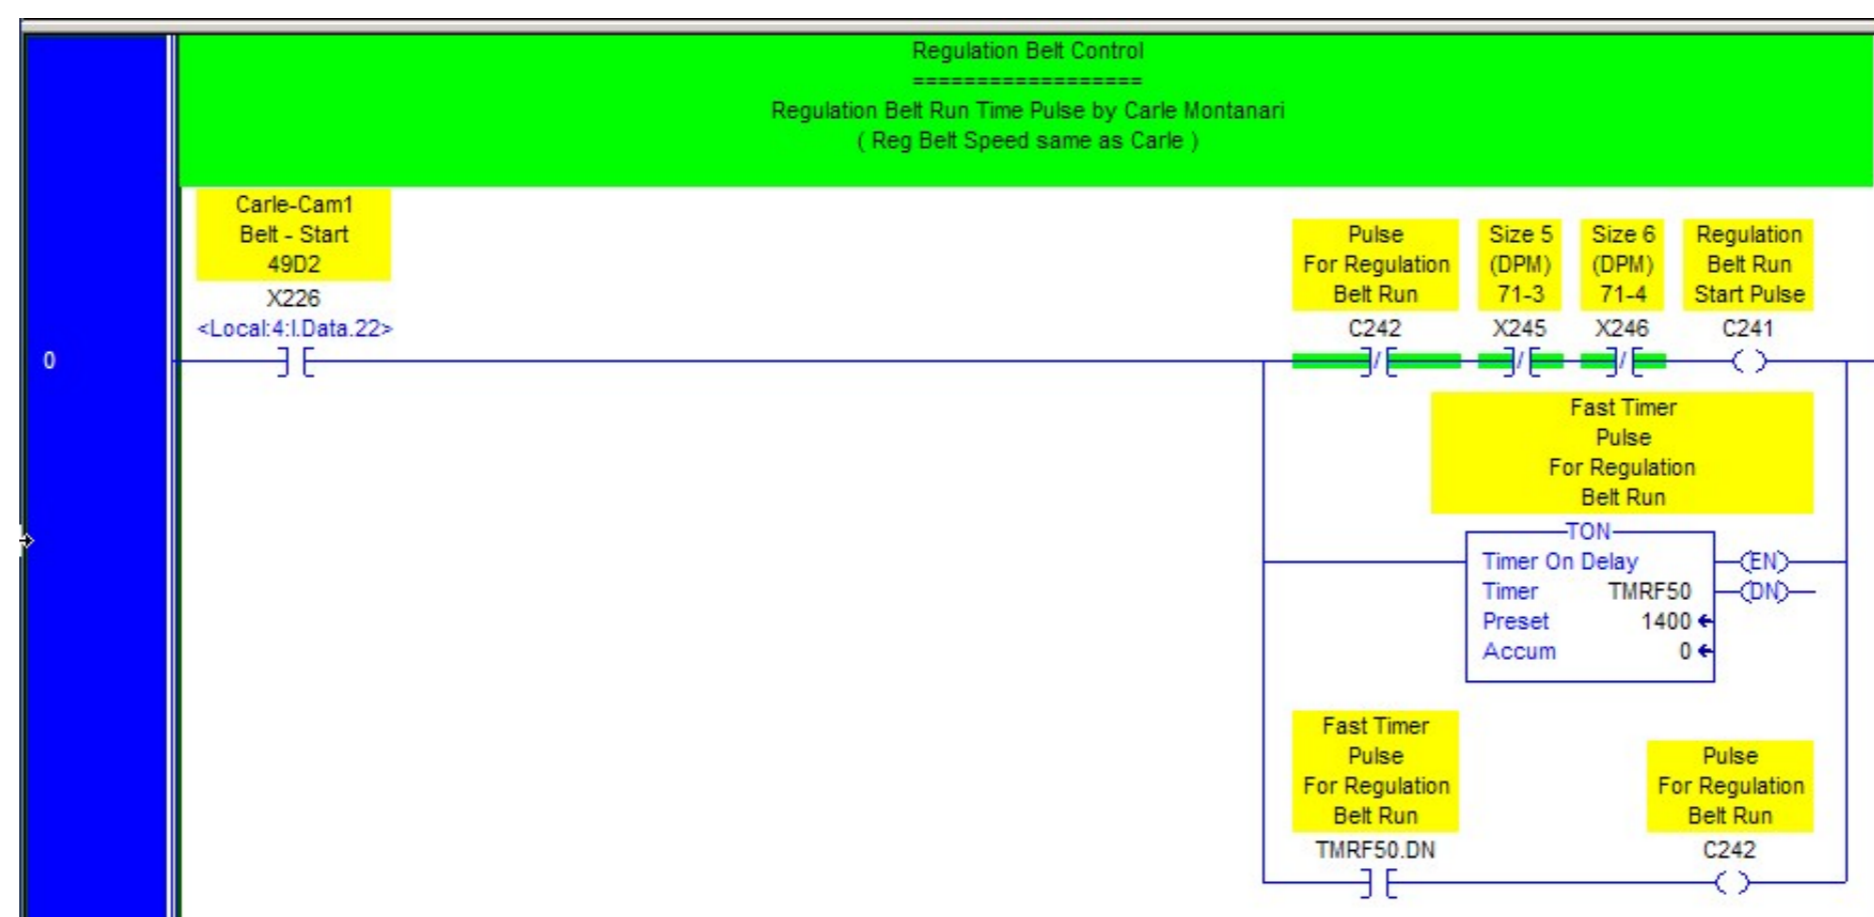 Regulation Belt Control
==================
Regulation Belt Run Time Pulse by Carle Montanari
( Reg Belt Speed same as Carle )
Carle-Cam1
Belt - Start
49D2
X226
<Local:4:I.Data.22>
0
Pulse
For Regulation
Belt Run
C242
Size 5
(DPM)
71-3
X245
Size 6
(DPM)
71-4
X246
Regulation
Belt Run
Start Pulse
C241
Fast Timer
Pulse
For Regulation
Belt Run
TON
Timer On Delay
Timer TMRF50
Preset 1400
Accum 0
EN
DN
Fast Timer
Pulse
For Regulation
Belt Run
TMRF50.DN
Pulse
For Regulation
Belt Run
C242